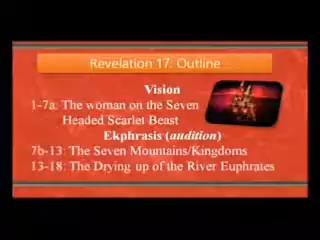 Revelation 17: Outline
Vision
1-7a: The woman on the Seven
Headed Scarlet Beast
Ekphrasis (audition)
7b-13: The Seven Mountains/Kingdoms
13-18: The Drying up of the River Euphrates